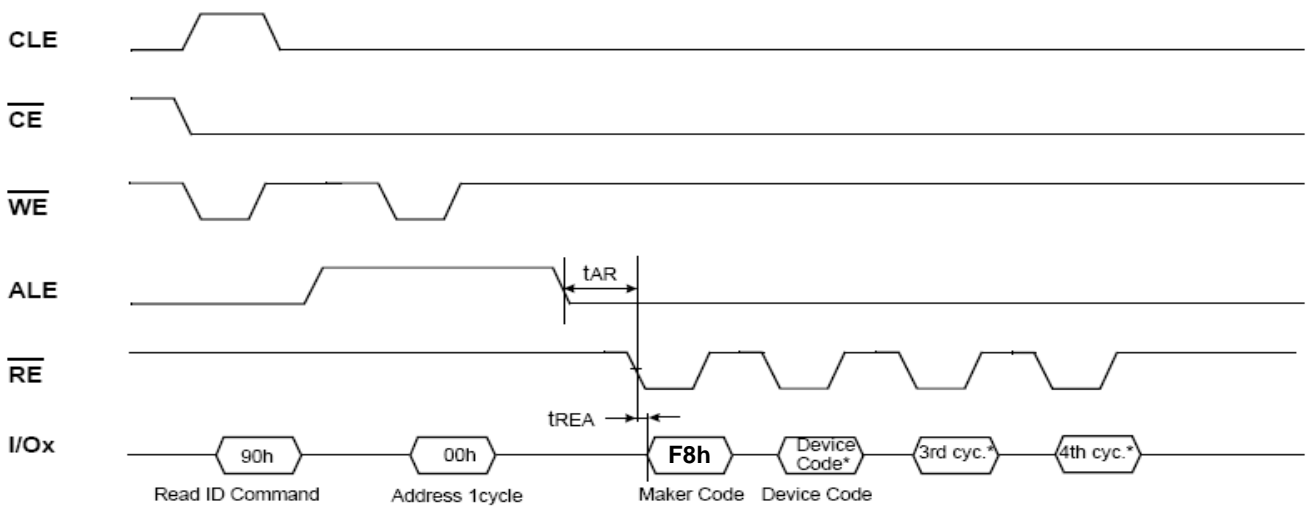 CLE
CE
WE
ALE
tAR
RE
tREA
I/Ox
90h
00h
F8h
Device
Code*
3rd cyc.*
4th cyc.*
Read ID Command
Address 1cycle
Maker Code
Device Code